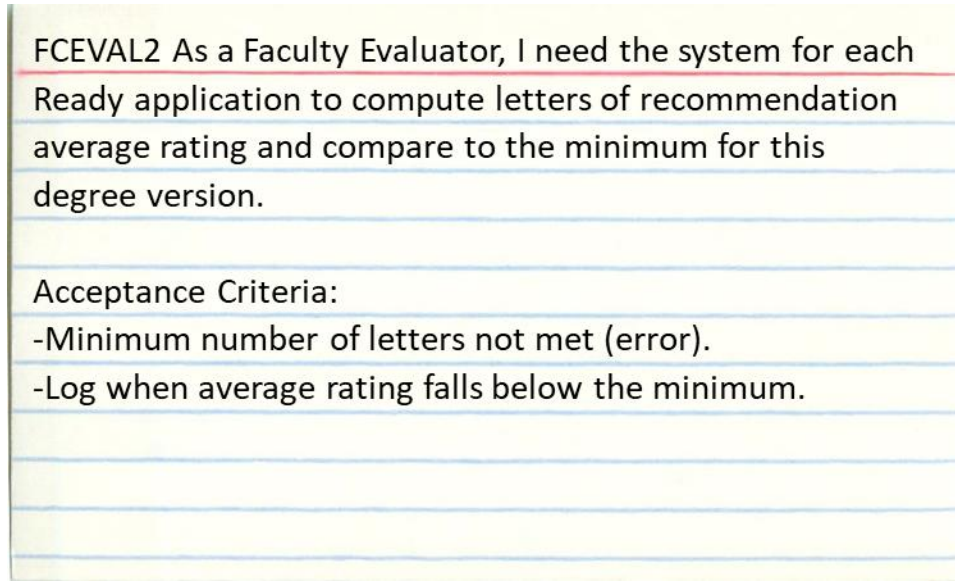 FCEVAL2 As a Faculty Evaluator, I need the system for each
Ready application to compute letters of recommendation
average rating and compare to the minimum for this
degree version.
Acceptance Criteria:
-Minimum number of letters not met (error).
-Log when average rating falls below the minimum.